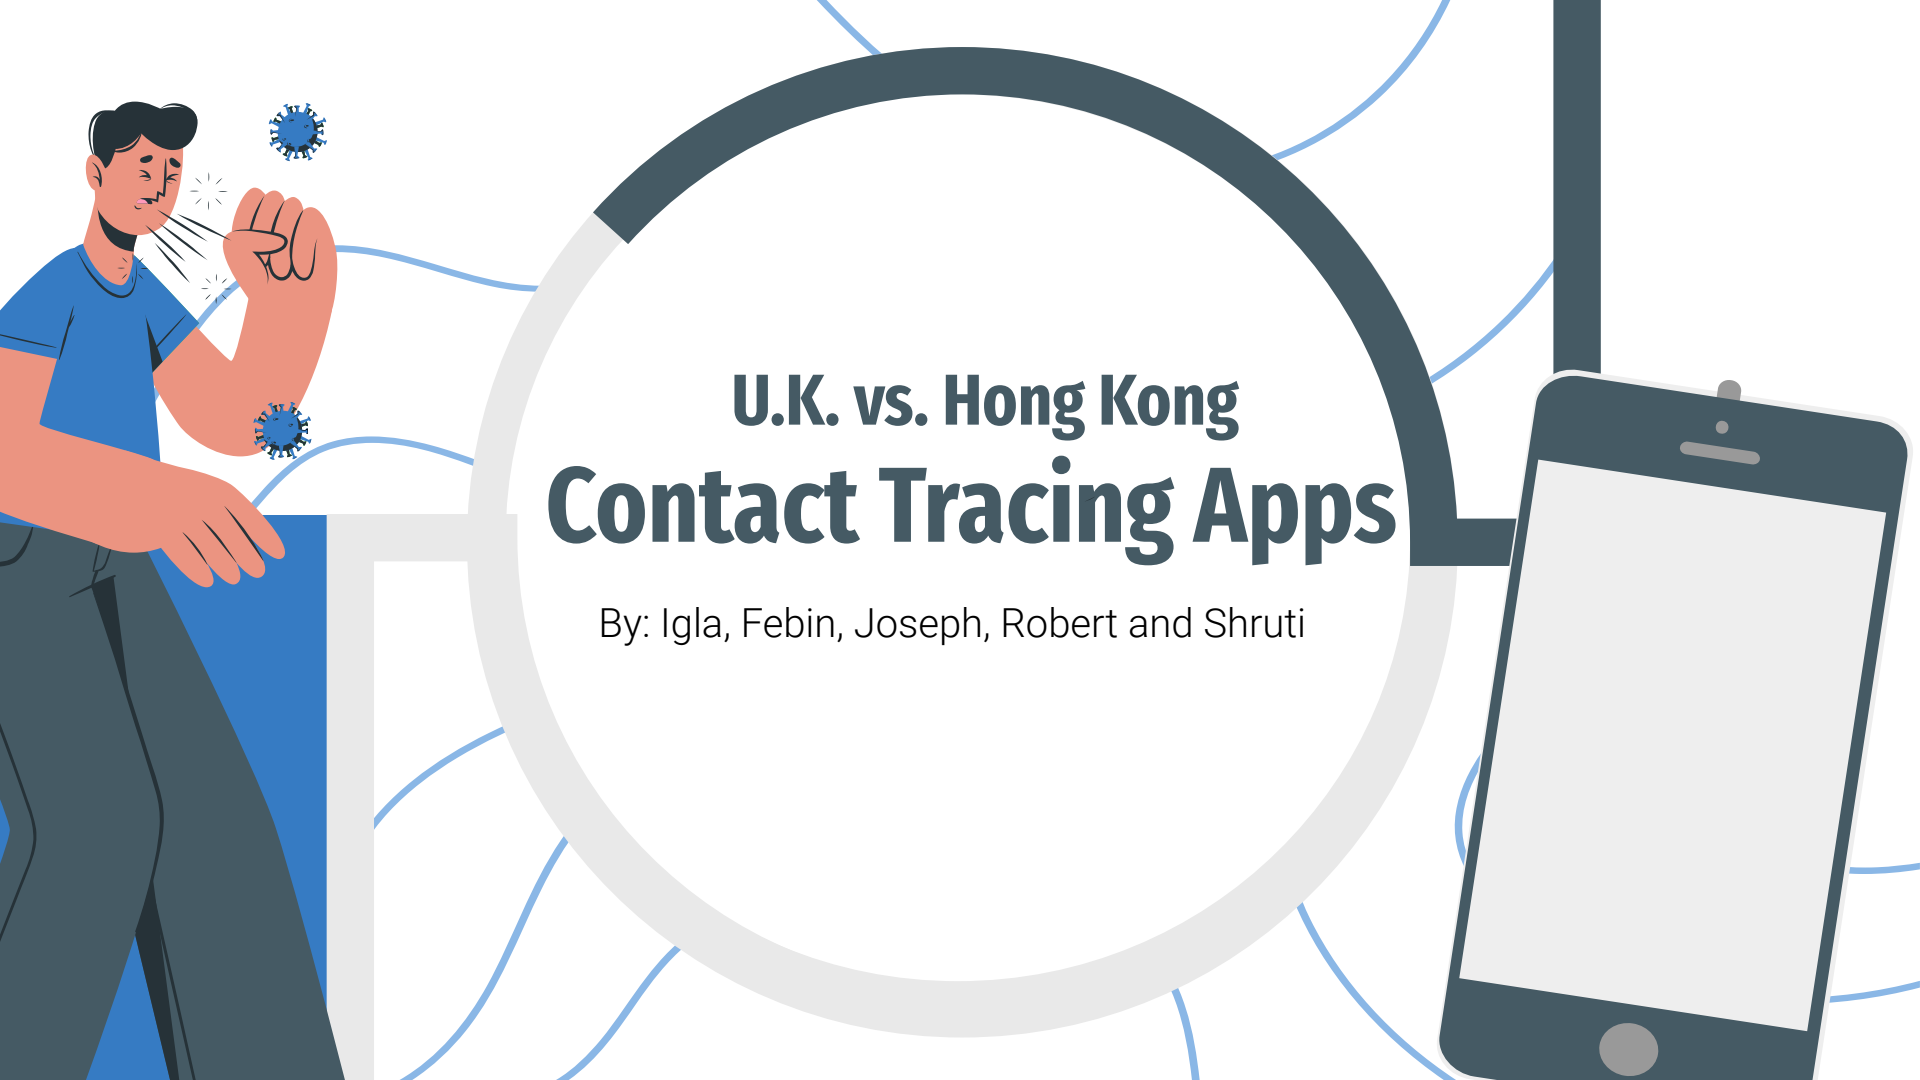 U.K. vs. Hong Kong
Contact Tracing Apps
By: Igla, Febin, Joseph, Robert and Shruti